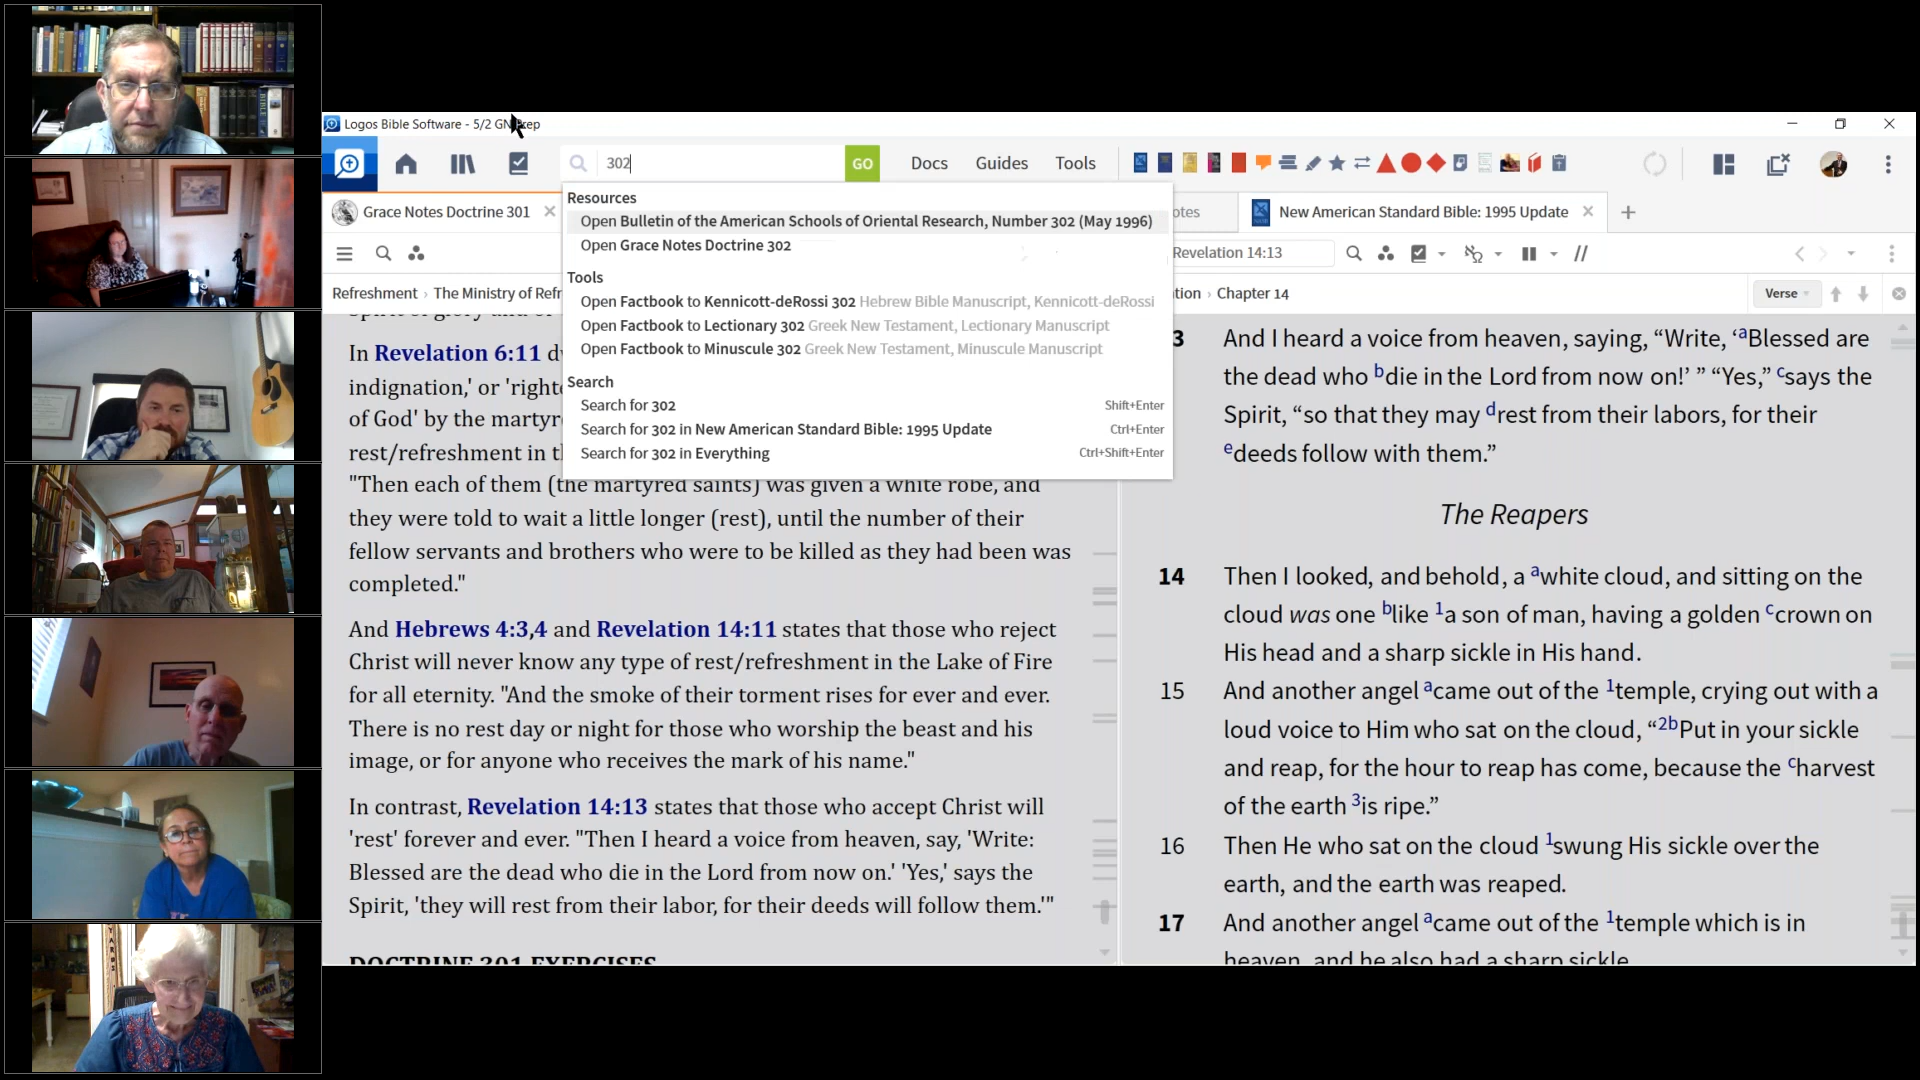 Logos Bible Software - 5/2 GN Prep
302
GO
Docs
Guides
Tools
Grace Notes Doctrine 301
otes
New American Standard Bible: 1995 Update
Resources
Open Bulletin of the American Schools of Oriental Research, Number 302 (May 1996)
Open Grace Notes Doctrine 302
Tools
Open Factbook to Kennicott-deRossi 302 Hebrew Bible Manuscript, Kennicott-deRossi
Open Factbook to Lectionary 302 Greek New Testament, Lectionary Manuscript
Open Factbook to Minuscule 302 Greek New Testament, Minuscule Manuscript
Search
Search for 302 Shift+Enter
Search for 302 in New American Standard Bible: 1995 Update Ctrl+Enter
Search for 302 in Everything Ctrl+Shift+Enter
Refreshment › The Ministry of Refr
In Revelation 6:11 d
indignation,' or 'righte
of God' by the martyr
rest/refreshment in t
"Then each of them (the martyred saints) was given a white robe, and
they were told to wait a little longer (rest), until the number of their
fellow servants and brothers who were to be killed as they had been was
completed."
And Hebrews 4:3,4 and Revelation 14:11 states that those who reject
Christ will never know any type of rest/refreshment in the Lake of Fire
for all eternity. "And the smoke of their torment rises for ever and ever.
There is no rest day or night for those who worship the beast and his
image, or for anyone who receives the mark of his name."
In contrast, Revelation 14:13 states that those who accept Christ will
'rest' forever and ever. "Then I heard a voice from heaven, say, 'Write:
Blessed are the dead who die in the Lord from now on.' 'Yes,' says the
Spirit, 'they will rest from their labor, for their deeds will follow them.'"
DOCTRINE 301 EXERCISES
Revelation 14:13
tion › Chapter 14
Verse
3 And I heard a voice from heaven, saying, “Write, ‘aBlessed are
the dead who bdie in the Lord from now on!’ ” “Yes,” csays the
Spirit, “so that they may drest from their labors, for their
edeeds follow with them.”
The Reapers
14 Then I looked, and behold, a awhite cloud, and sitting on the
cloud was one blike 1a son of man, having a golden ccrown on
His head and a sharp sickle in His hand.
15 And another angel acame out of the 1temple, crying out with a
loud voice to Him who sat on the cloud, “2bPut in your sickle
and reap, for the hour to reap has come, because the charvest
of the earth 3is ripe.”
16 Then He who sat on the cloud 1swung His sickle over the
earth, and the earth was reaped.
17 And another angel acame out of the 1temple which is in
heaven, and he also had a sharp sickle.